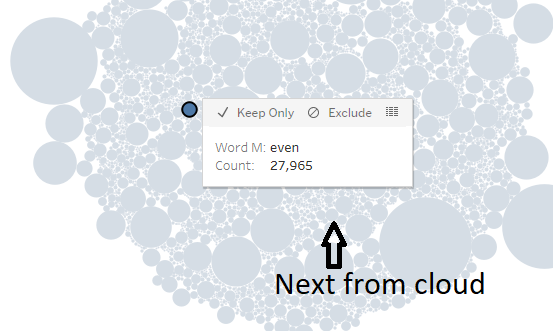 Keep Only Exclude
Word M: even
Count: 27,965
Next from cloud